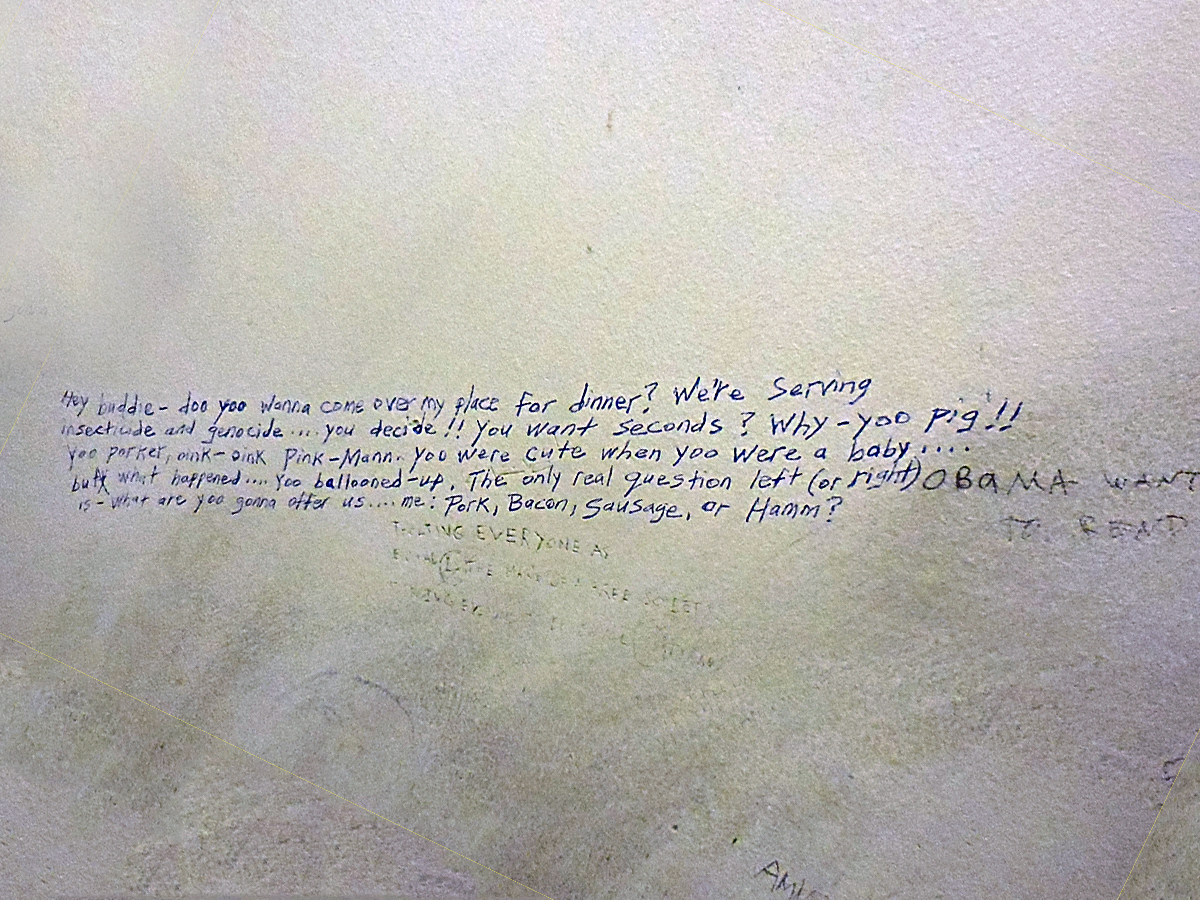 Hey buddie - doo yoo wanna come over my place for dinner? We're Serving
insecticide and genocide .... you decide!! You want seconds? Why-yoo pig!!
yoo porker, oink-oink Pink-Mann. you were cute when yoo were a baby....
but what happened.... yoo ballooned-up. The only real question left (or right)
is - what are yoo gonna offer us.... me: Pork, Bacon, Sausage, or Hamm?
OBAMA WANT
TO
EVERYONE AS